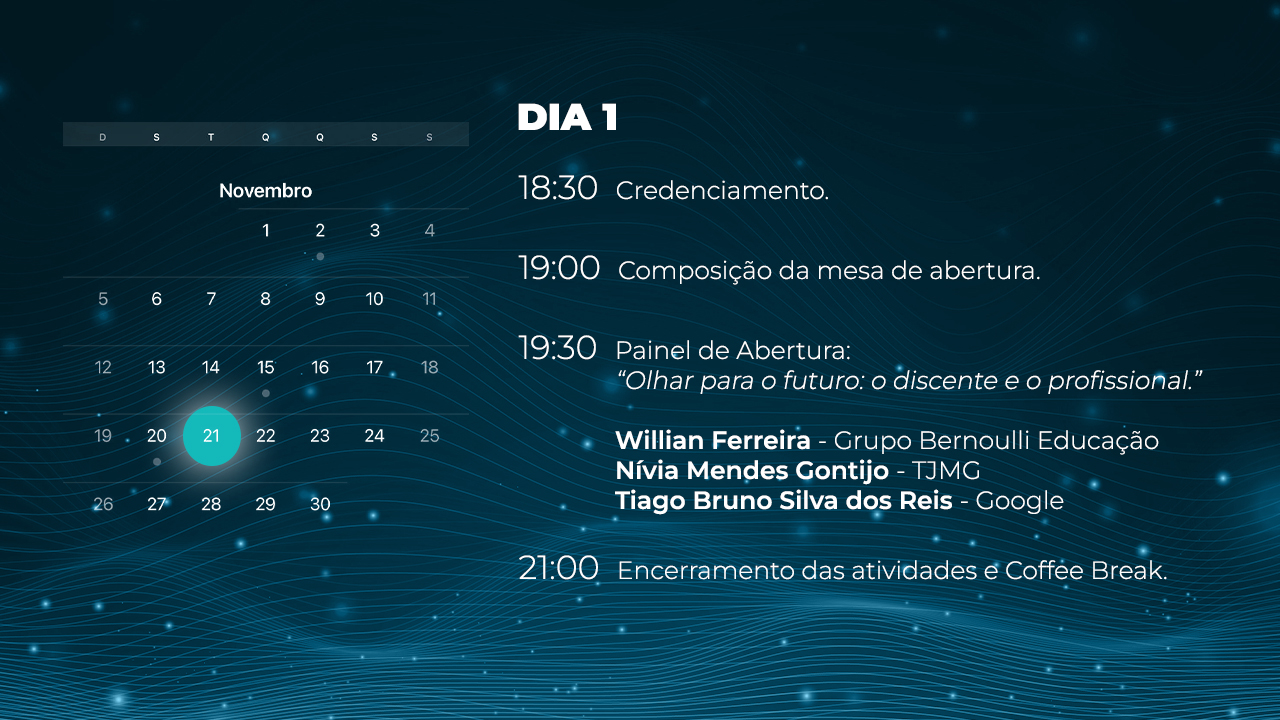 D S T Q Q S S
Novembro
1 2 3 4
5 6 7 8 9 10 11
12 13 14 15 16 17 18
19 20 21 22 23 24 25
26 27 28 29 30
DIA 1
18:30 Credenciamento.
19:00 Composição da mesa de abertura.
19:30 Painel de Abertura:
“Olhar para o futuro: o discente e o profissional.”
Willian Ferreira - Grupo Bernoulli Educação
Nívia Mendes Gontijo - TJMG
Tiago Bruno Silva dos Reis - Google
21:00 Encerramento das atividades e Coffee Break.